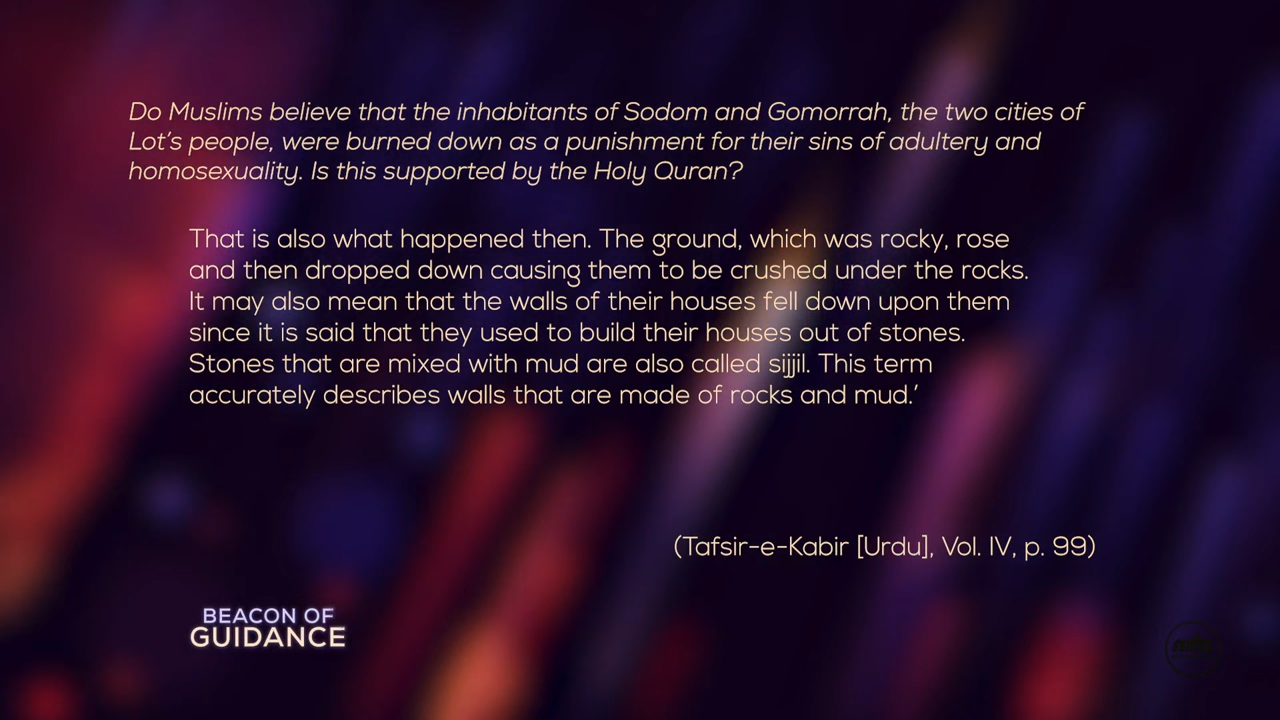 Do Muslims believe that the inhabitants of Sodom and Gomorrah, the two cities of
Lot's people, were burned down as a punishment for their sins of adultery and
homosexuality. Is this supported by the Holy Quran?
That is also what happened then. The ground, which was rocky, rose
and then dropped down causing them to be crushed under the rocks.
It may also mean that the walls of their houses fell down upon them
since it is said that they used to build their houses out of stones.
Stones that are mixed with mud are also called sijjil. This term
accurately describes walls that are made of rocks and mud.'
(Tafsir-e-Kabir [Urdu], Vol. IV, p. 99)
BEACON OF
GUIDANCE